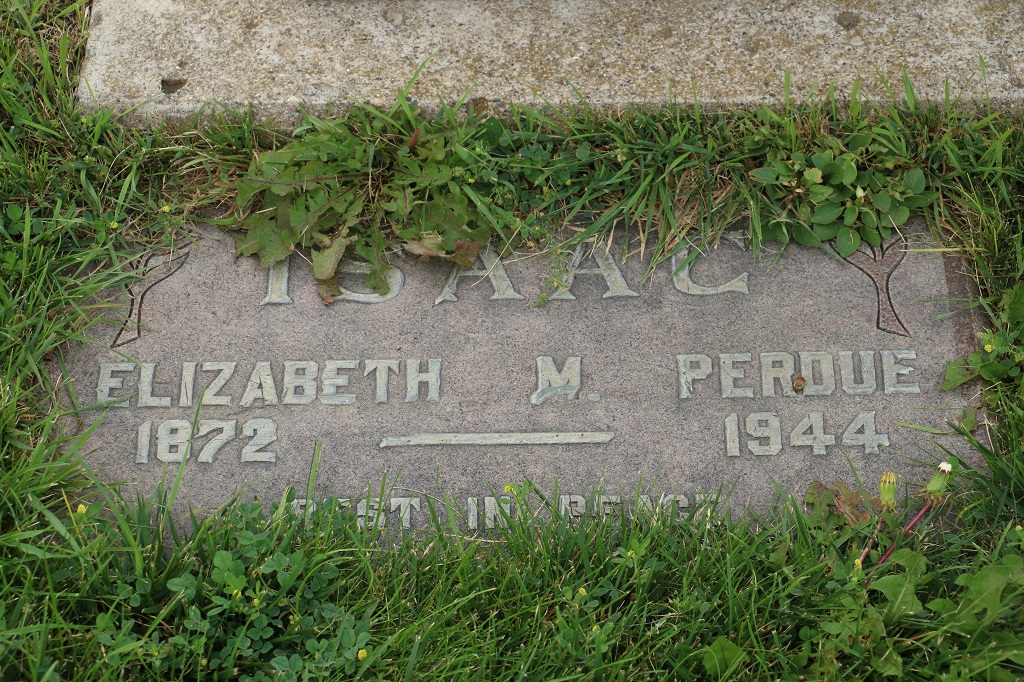 ISAAC
ELIZABETH M. PERDUE
1872 — 1944
REST IN PEACE